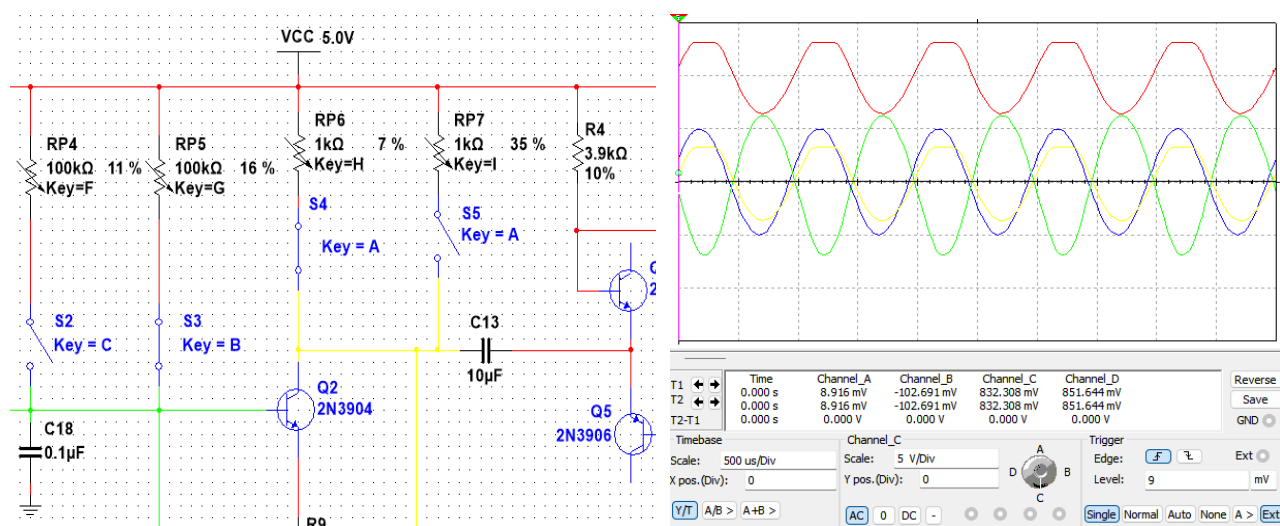 VCC 5.0V
RP4
100kΩ 11 %
Key=F
RP5
100kΩ 16 %
Key=G
RP6
1kΩ 7 %
Key=H
RP7
1kΩ 35 %
Key=I
R4
3.9kΩ
10%
S4
Key = A
S5
Key = A
S2
Key = C
S3
Key = B
C13
10µF
Q2
2N3904
Q5
2N3906
C18
0.1µF
R9
Time Channel_A Channel_B Channel_C Channel_D
T1 0.000 s 8.916 mV -102.691 mV 832.308 mV 851.644 mV
T2 0.000 s 8.916 mV -102.691 mV 832.308 mV 851.644 mV
T2-T1 0.000 s 0.000 V 0.000 V 0.000 V 0.000 V
Reverse
Save
GND
Timebase
Scale: 500 us/Div
X pos.(Div): 0
Y/T A/B > A+B >
Channel_C
Scale: 5 V/Div
Y pos.(Div): 0
AC 0 DC -
A
D B
C
Trigger
Edge: Ext
Level: 9 mV
Single Normal Auto None A > Ext